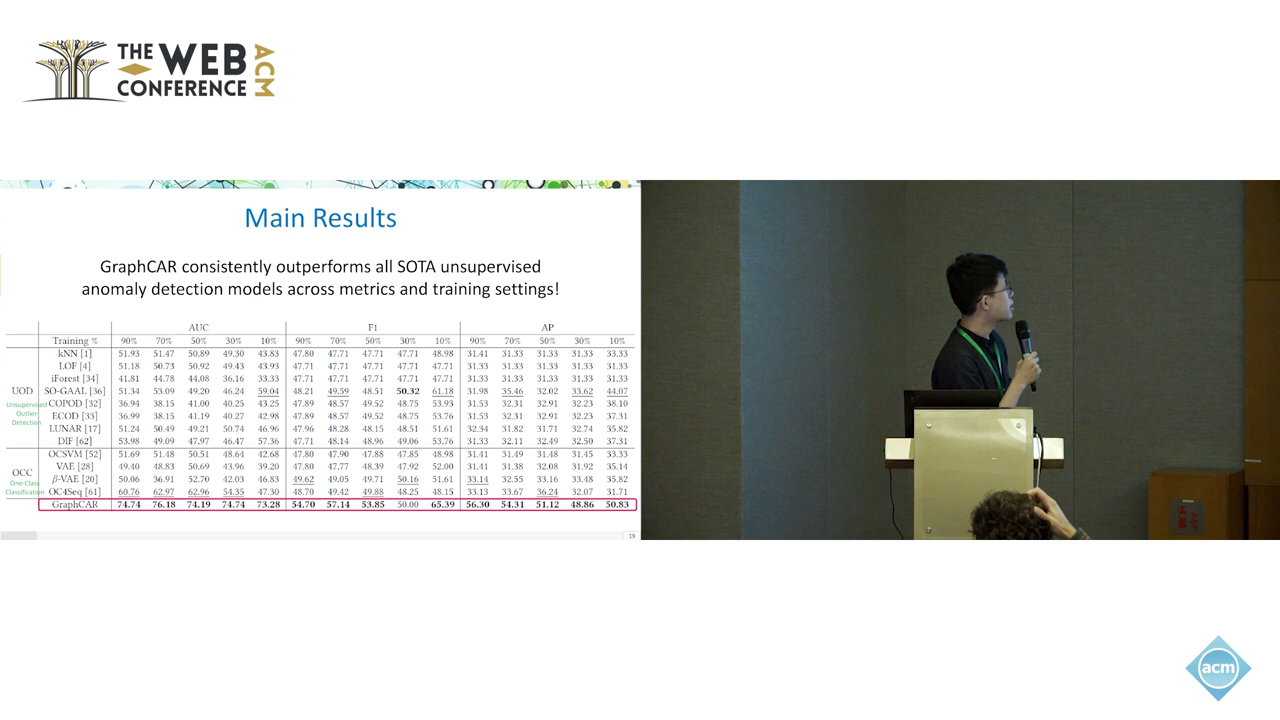 THE WEB
CONFERENCE
ACM
Main Results
GraphCAR consistently outperforms all SOTA unsupervised
anomaly detection models across metrics and training settings!
AUC F1 AP
Training % 90% 70% 50% 30% 10% 90% 70% 50% 30% 10% 90% 70% 50% 30% 10%
kNN [1] 51.93 51.47 50.89 49.30 43.83 47.80 47.71 47.71 47.71 48.98 31.41 31.33 31.33 31.33 33.33
LOF [4] 51.18 50.73 50.92 49.43 43.93 47.71 47.71 47.71 47.71 47.71 31.33 31.33 31.33 31.33 31.33
iForest [34] 41.81 44.78 44.08 36.16 33.33 47.71 47.71 47.71 47.71 47.71 31.33 31.33 31.33 31.33 31.33
UOD SO-GAAL [36] 51.34 53.09 49.20 46.24 59.04 48.21 49.59 48.51 50.32 61.18 31.98 35.46 32.02 33.62 44.07
Unsupervised COPOD [32] 36.94 38.15 41.00 40.25 43.25 47.89 48.57 49.52 48.75 53.93 31.53 32.31 32.91 32.23 38.10
Outlier ECOD [33] 36.99 38.15 41.19 40.27 42.98 47.89 48.57 49.52 48.75 53.76 31.53 32.31 32.91 32.23 37.31
Detection LUNAR [17] 51.24 50.49 49.21 50.74 46.96 47.96 48.28 48.15 48.51 51.61 32.34 31.82 31.71 32.74 35.82
DIF [62] 53.98 49.09 47.97 46.47 57.36 47.71 48.14 48.96 49.06 53.76 31.33 32.11 32.49 32.50 37.31
OCSVM [52] 51.69 51.48 50.51 48.64 42.68 47.80 47.90 47.88 47.85 48.98 31.41 31.49 31.48 31.45 33.33
OCC VAE [28] 49.40 48.83 50.69 43.96 39.20 47.80 47.77 48.39 47.92 52.00 31.41 31.38 32.08 31.92 35.14
One-Class β-VAE [20] 50.06 36.91 52.70 42.03 46.83 49.62 49.05 49.71 50.16 51.61 33.14 32.55 33.16 33.48 35.82
Classification OC4Seq [61] 60.76 62.97 62.96 54.35 47.30 48.70 49.42 49.88 48.25 48.15 33.13 33.67 36.24 32.07 31.71
GraphCAR 74.74 76.18 74.19 74.74 73.28 54.70 57.14 53.85 50.00 65.39 56.30 54.31 51.12 48.86 50.83
19
acm